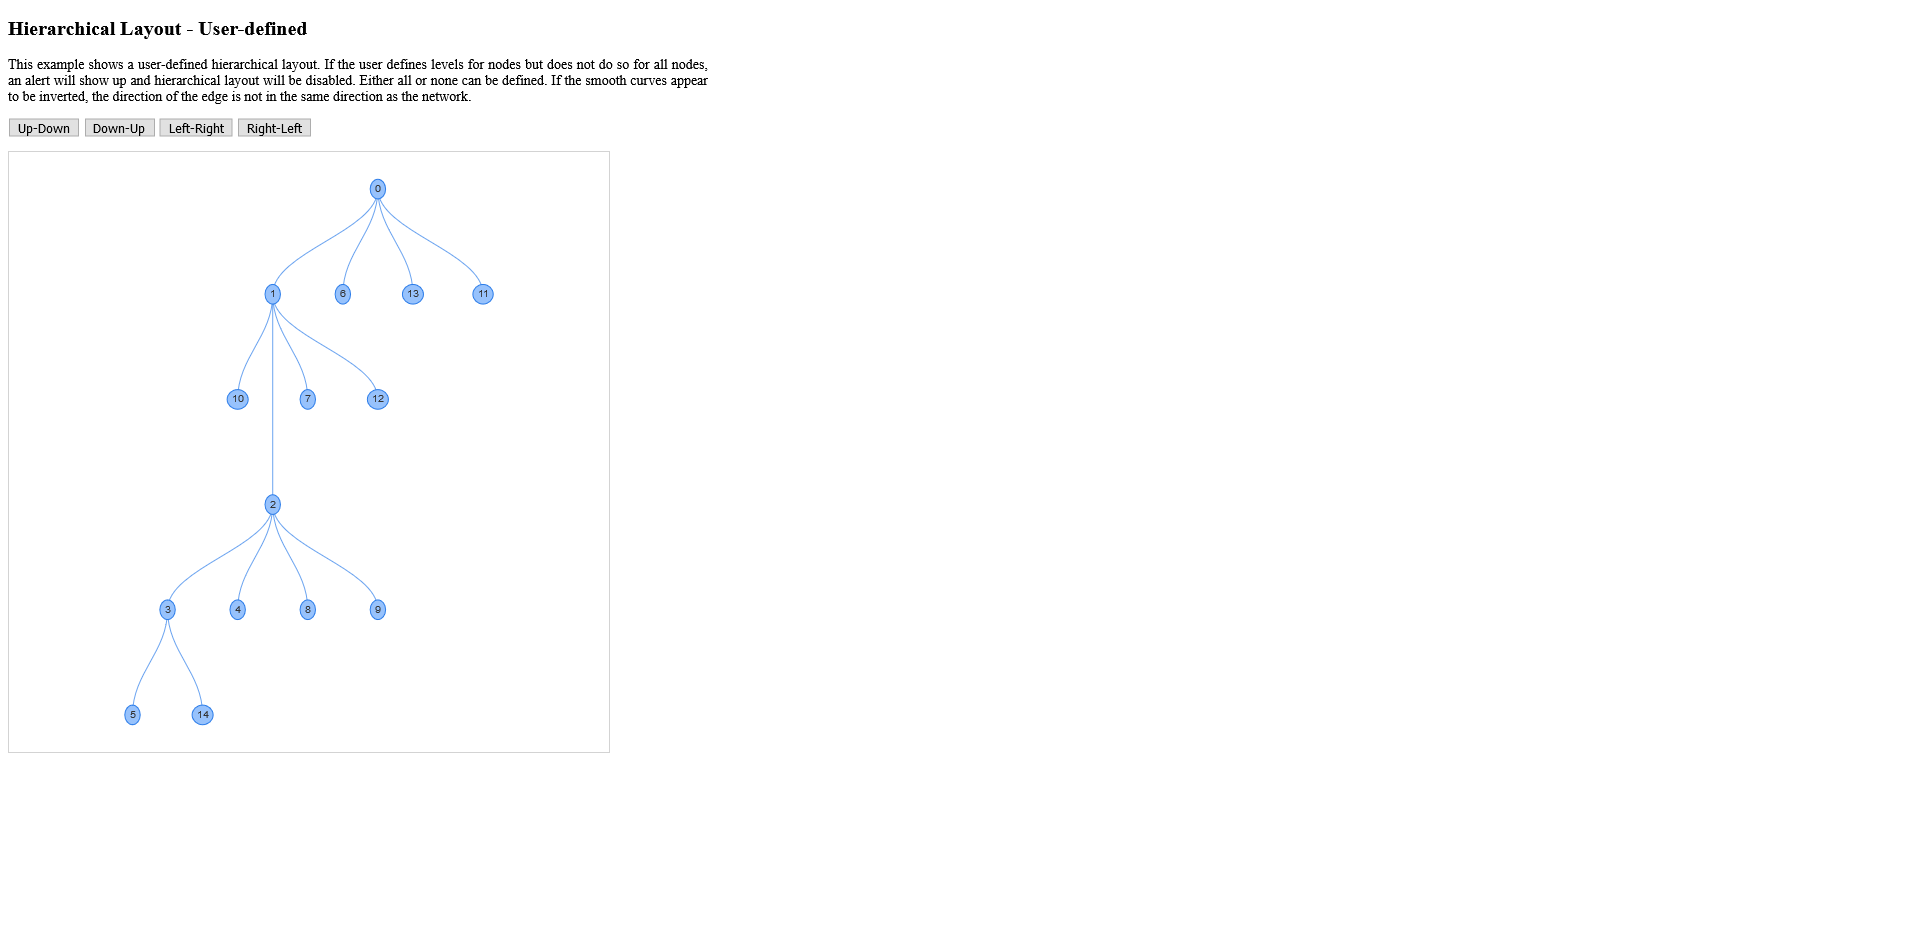 Hierarchical Layout - User-defined
This example shows a user-defined hierarchical layout. If the user defines levels for nodes but does not do so for all nodes,
an alert will show up and hierarchical layout will be disabled. Either all or none can be defined. If the smooth curves appear
to be inverted, the direction of the edge is not in the same direction as the network.
Up-Down Down-Up Left-Right Right-Left
0
1 6 13 11
10 7 12
2
3 4 8 9
5 14